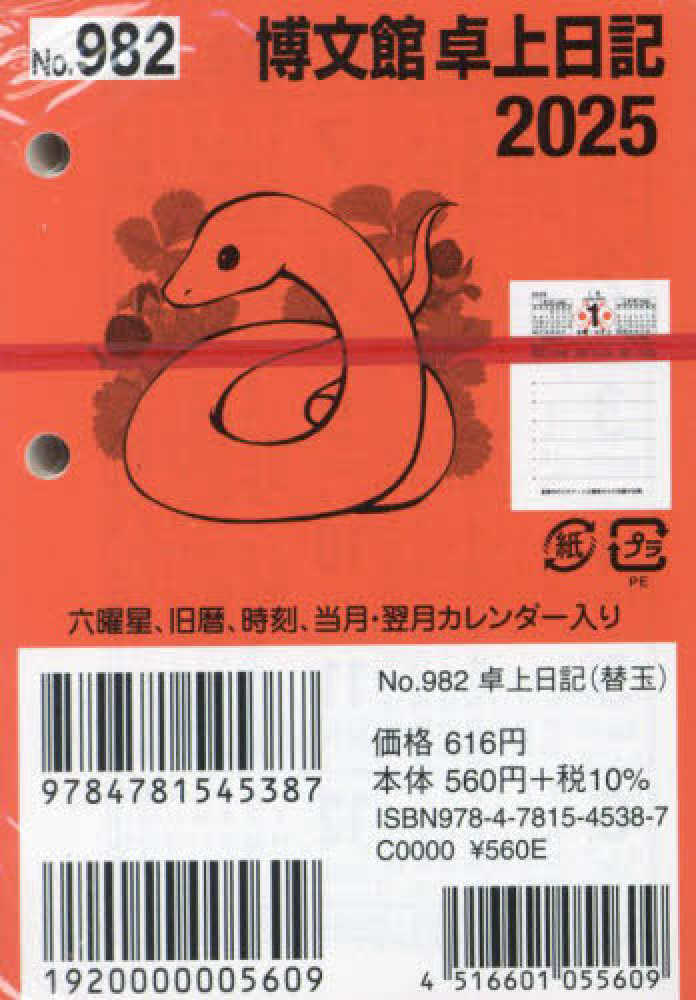 No.982
博文館 卓上日記
2025
1
紙
プラ
PE
六曜星、旧暦、時刻、当月・翌月カレンダー入り
No.982 卓上日記(替玉)
9784781545387
価格 616円
本体 560円+税10%
ISBN978-4-7815-4538-7
C0000 ¥560E
1920000005609
4 516601 055609